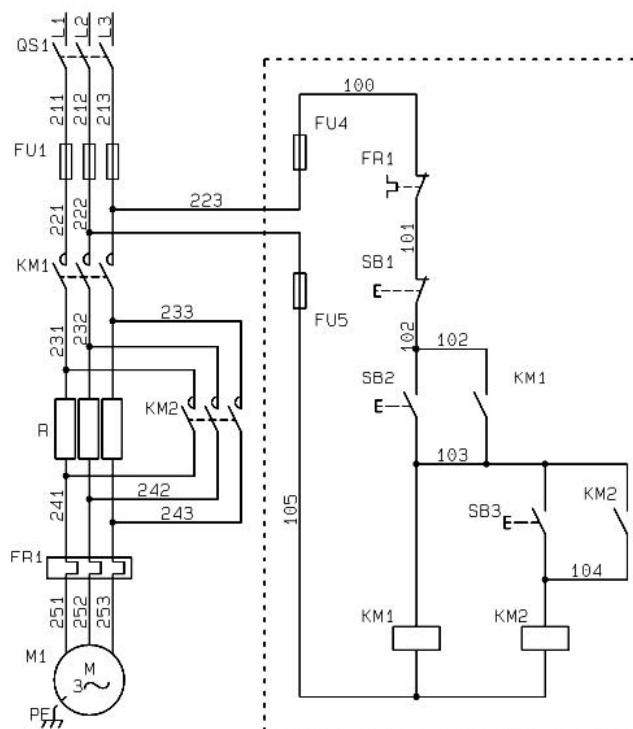 L1 L2 L3
QS1
211 212 213
FU1
221 222
223
KM1
231 232
233
R
KM2
241
242
243
FR1
251 252 253
M1
M
3
PE
100
FU4
FR1
101
SB1
FU5
102
102
SB2
KM1
103
105
SB3
KM2
104
KM1
KM2